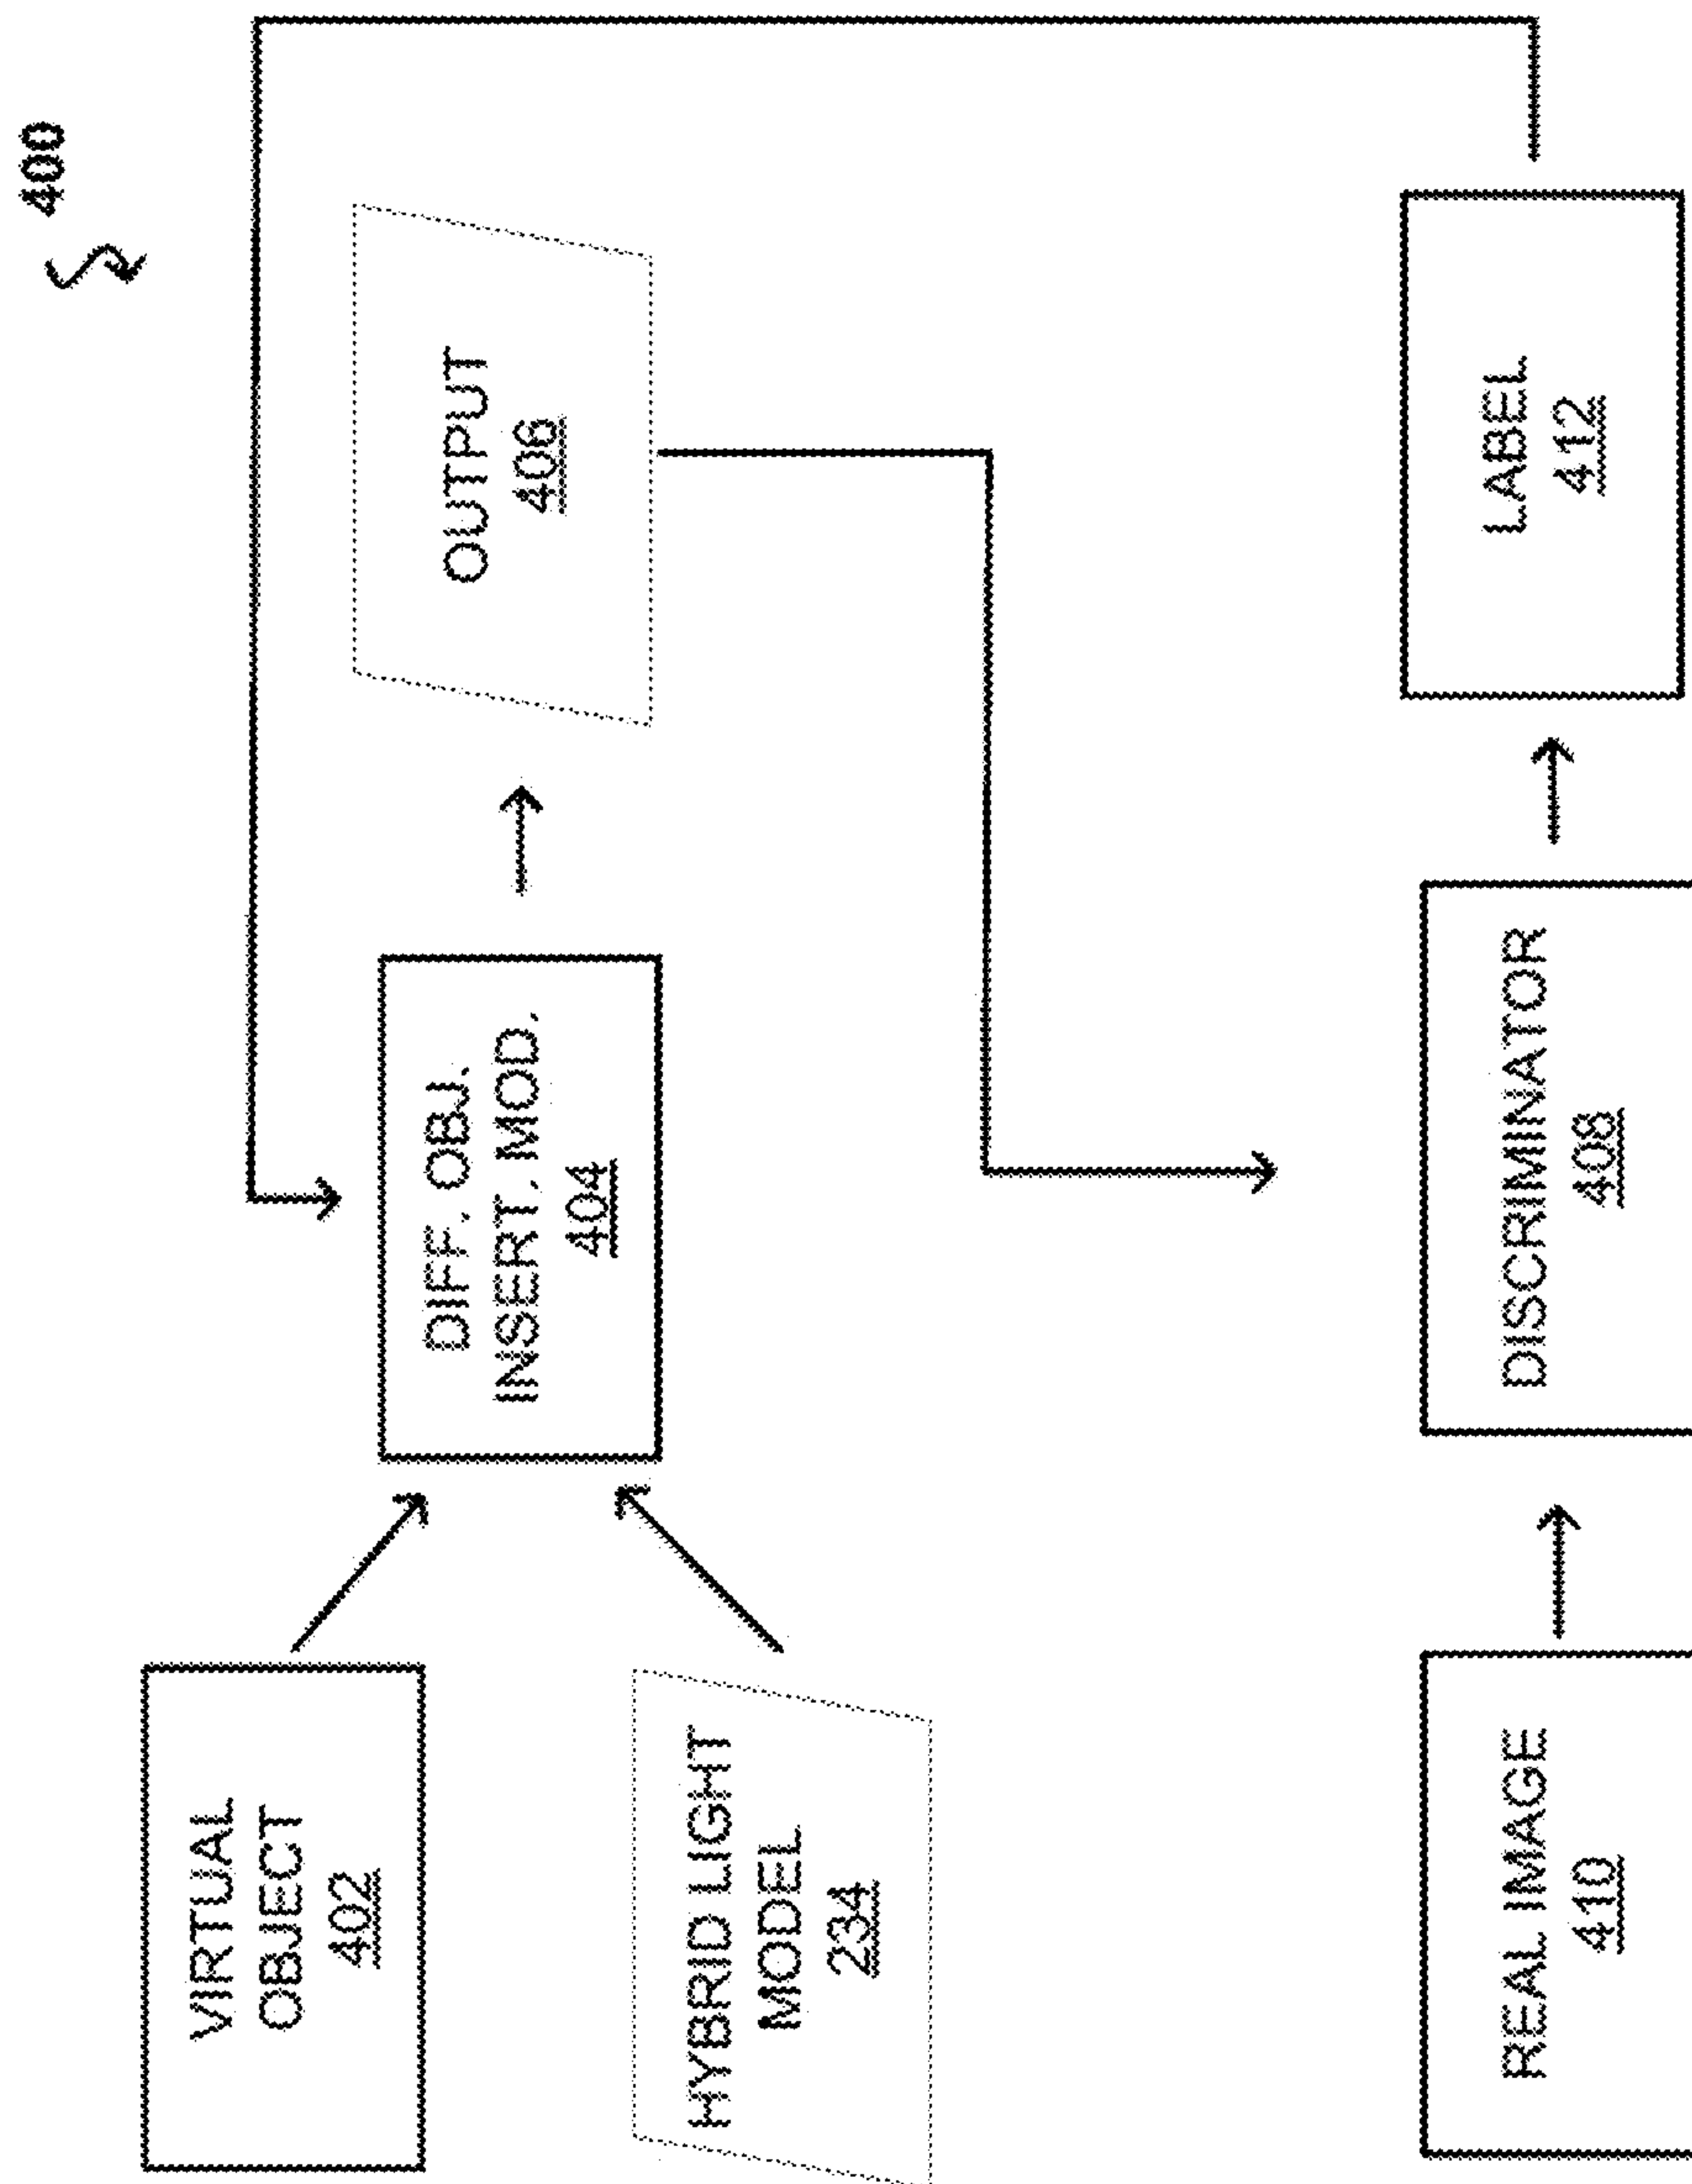 400
VIRTUAL
OBJECT
402
HYBRID LIGHT
MODEL
234
DIFF. OBJ.
INSERT. MOD.
404
OUTPUT
406
REAL IMAGE
410
DISCRIMINATOR
408
LABEL
412